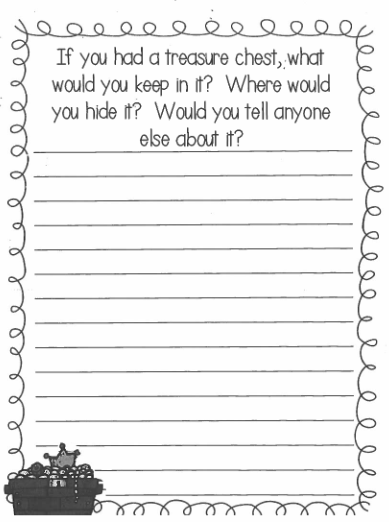 If you had a treasure chest, what
would you keep in it? Where would
you hide it? Would you tell anyone
else about it?